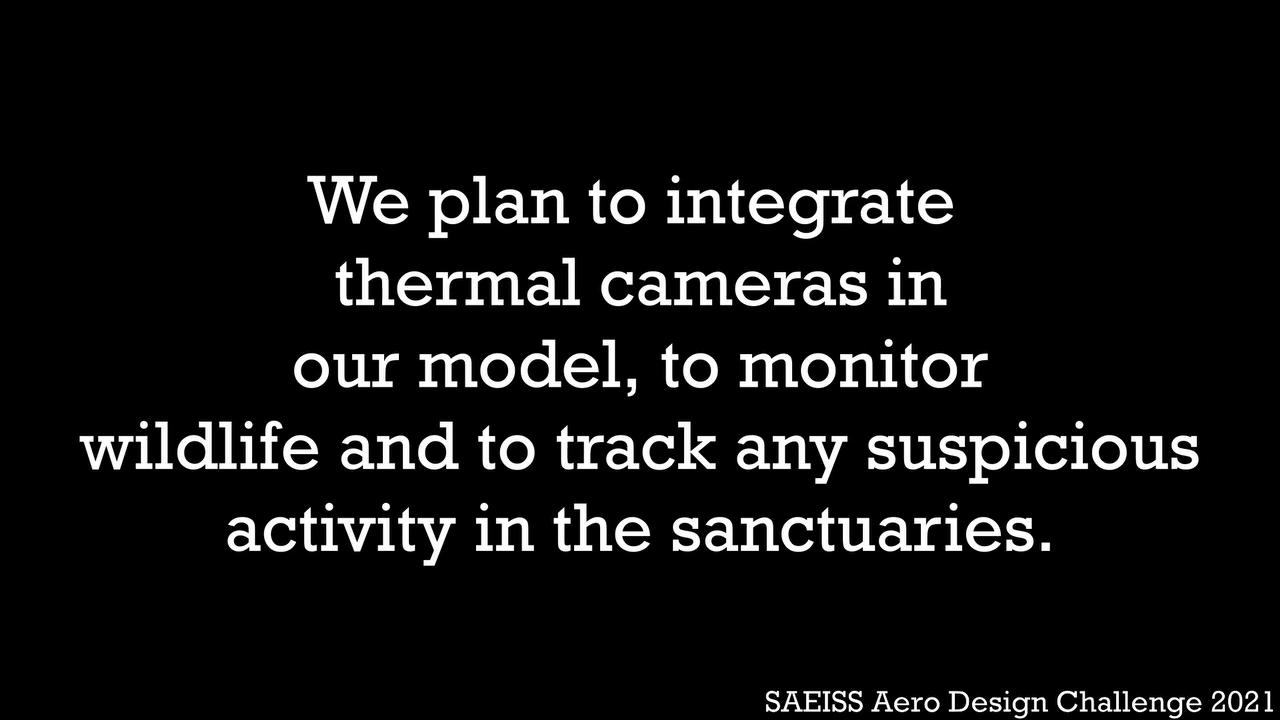 We plan to integrate
thermal cameras in
our model, to monitor
wildlife and to track any suspicious
activity in the sanctuaries.
SAEISS Aero Design Challenge 2021